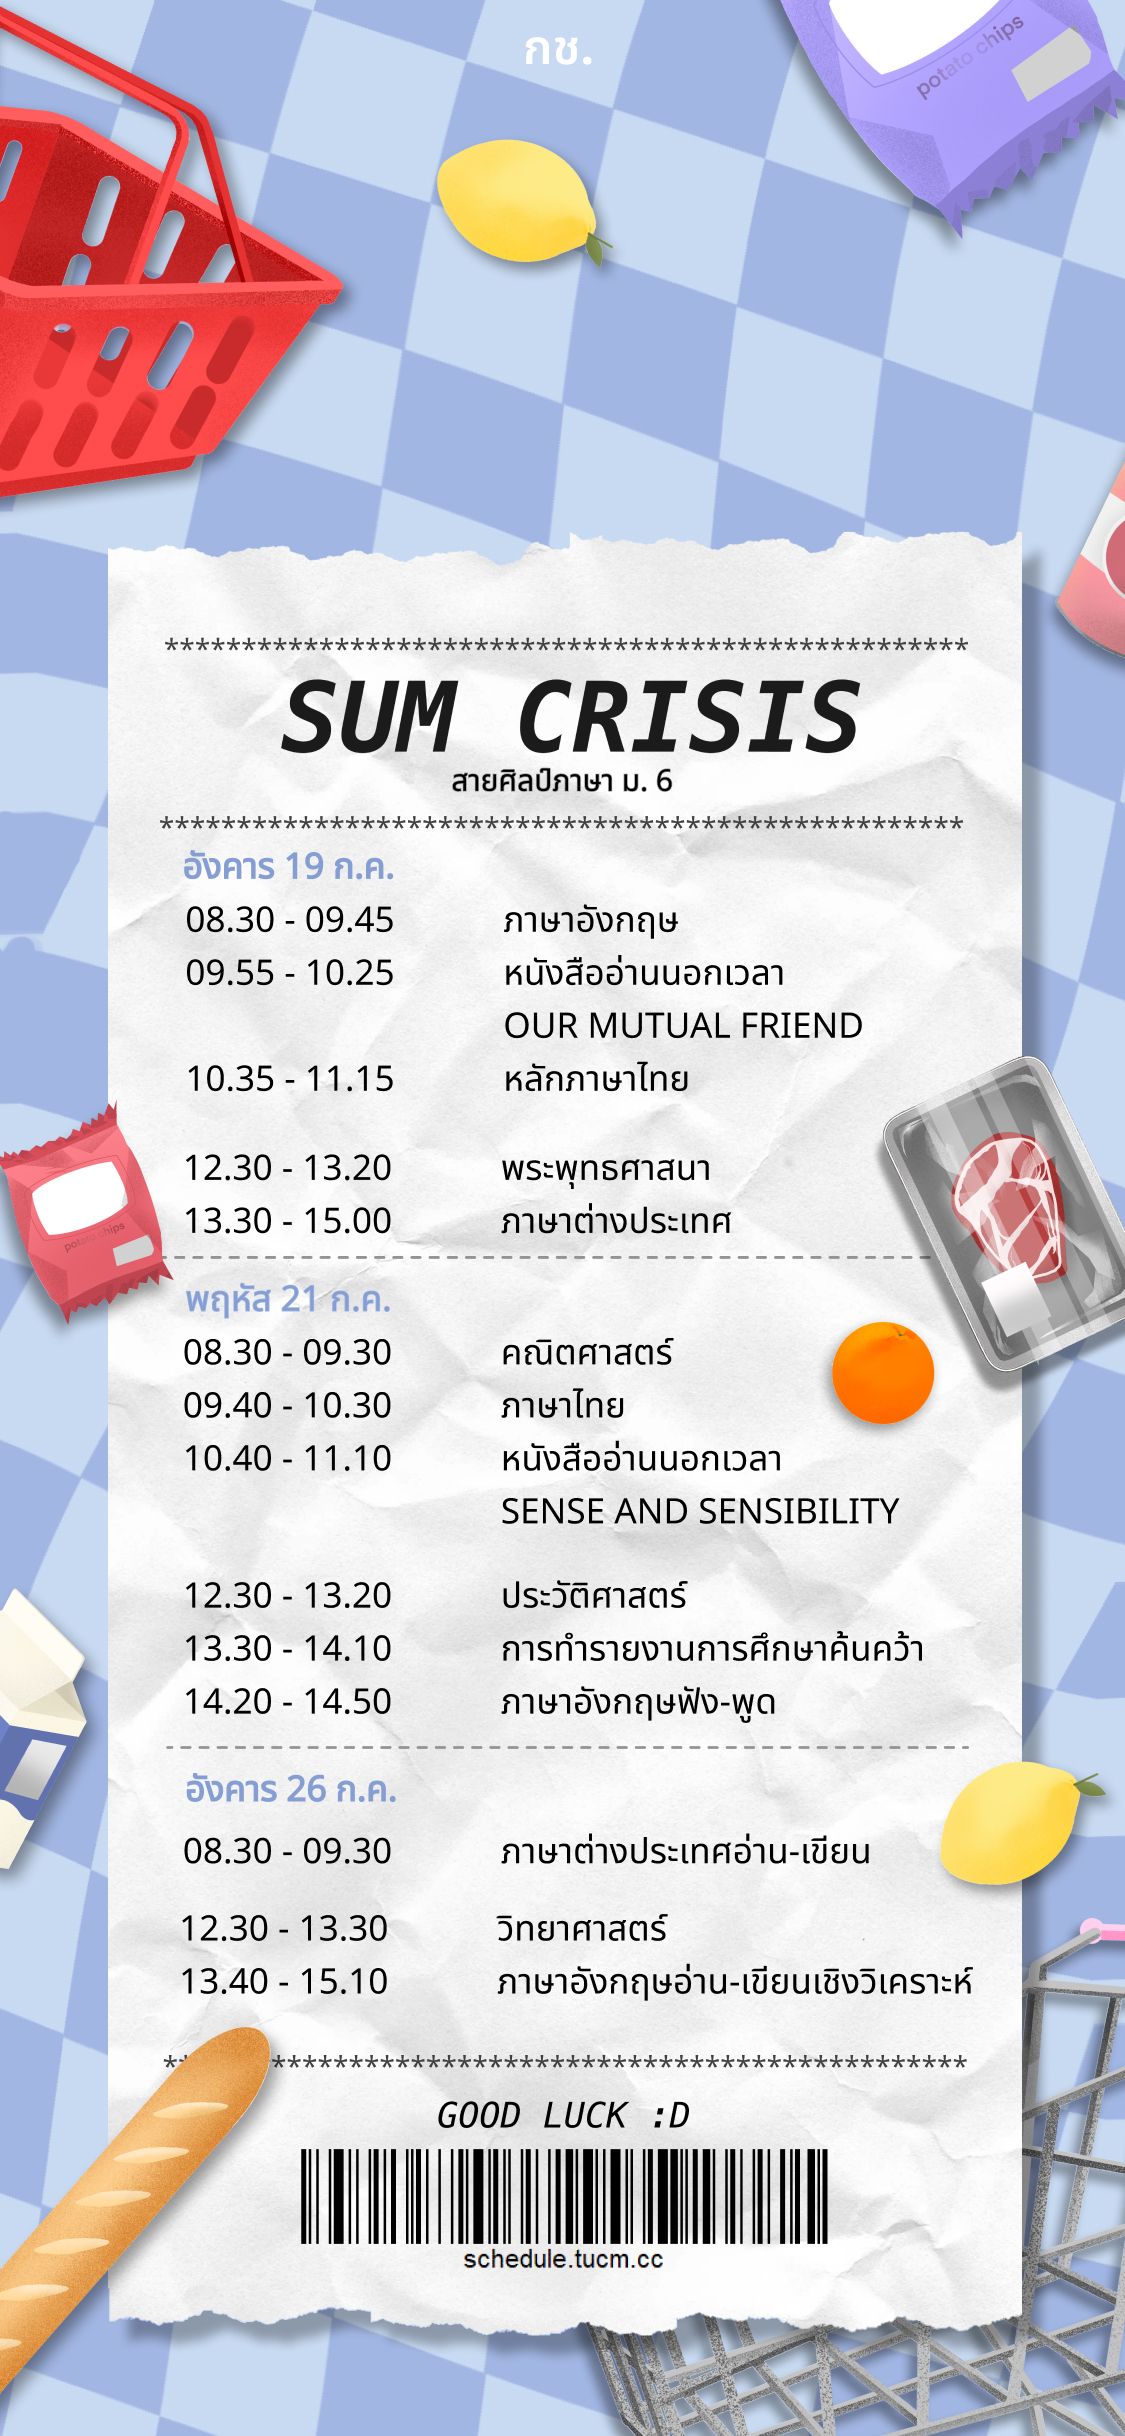 กช.
potato chips
**************************************************
SUM CRISIS
สายศิลป์ภาษา ม. 6
**************************************************
อังคาร 19 ก.ค.
08.30 - 09.45 ภาษาอังกฤษ
09.55 - 10.25 หนังสืออ่านนอกเวลา
OUR MUTUAL FRIEND
10.35 - 11.15 หลักภาษาไทย
12.30 - 13.20 พระพุทธศาสนา
13.30 - 15.00 ภาษาต่างประเทศ
potato chips
พฤหัส 21 ก.ค.
08.30 - 09.30 คณิตศาสตร์
09.40 - 10.30 ภาษาไทย
10.40 - 11.10 หนังสืออ่านนอกเวลา
SENSE AND SENSIBILITY
12.30 - 13.20 ประวัติศาสตร์
13.30 - 14.10 การทำรายงานการศึกษาค้นคว้า
14.20 - 14.50 ภาษาอังกฤษฟัง-พูด
อังคาร 26 ก.ค.
08.30 - 09.30 ภาษาต่างประเทศอ่าน-เขียน
12.30 - 13.30 วิทยาศาสตร์
13.40 - 15.10 ภาษาอังกฤษอ่าน-เขียนเชิงวิเคราะห์
**************************************************
GOOD LUCK :D
schedule.tucm.cc